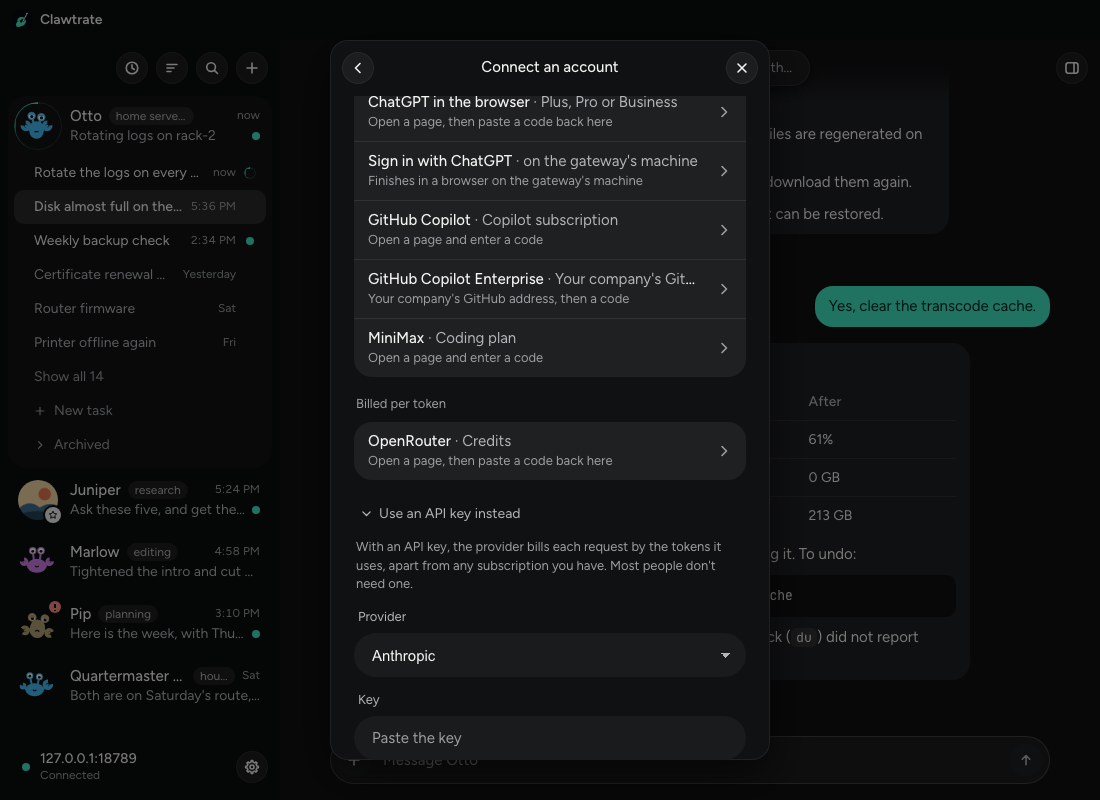 Clawtrate
Otto
home serve…
now
Rotating logs on rack-2
Rotate the logs on every ...
now
Disk almost full on the...
5:36 PM
Weekly backup check
2:34 PM
Certificate renewal ...
Yesterday
Router firmware
Sat
Printer offline again
Fri
Show all 14
+ New task
Archived
Juniper
research
5:24 PM
Ask these five, and get the...
Marlow
editing
4:58 PM
Tightened the intro and cut ...
Pip
planning
3:10 PM
Here is the week, with Thu...
Quartermaster ...
hou...
Sat
Both are on Saturday's route,...
127.0.0.1:18789
Connected
Connect an account
ChatGPT in the browser · Plus, Pro or Business
Open a page, then paste a code back here
Sign in with ChatGPT · on the gateway's machine
Finishes in a browser on the gateway's machine
GitHub Copilot · Copilot subscription
Open a page and enter a code
GitHub Copilot Enterprise · Your company's Git...
Your company's GitHub address, then a code
MiniMax · Coding plan
Open a page and enter a code
Billed per token
OpenRouter · Credits
Open a page, then paste a code back here
Use an API key instead
With an API key, the provider bills each request by the tokens it
uses, apart from any subscription you have. Most people don't
need one.
Provider
Anthropic
Key
Paste the key
th...
are regenerated on
download them again.
can be restored.
Yes, clear the transcode cache.
After
61%
0 GB
213 GB
it. To undo:
(du) did not report
Message Otto